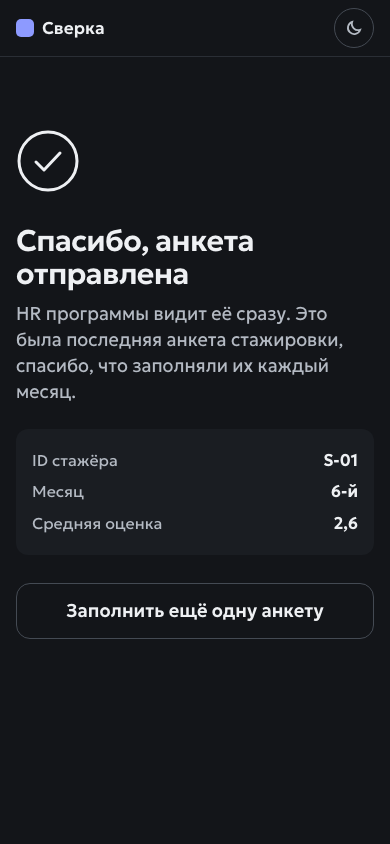 Сверка
Спасибо, анкета
отправлена
HR программы видит её сразу. Это
была последняя анкета стажировки,
спасибо, что заполняли их каждый
месяц.
ID стажёра S-01
Месяц 6-й
Средняя оценка 2,6
Заполнить ещё одну анкету